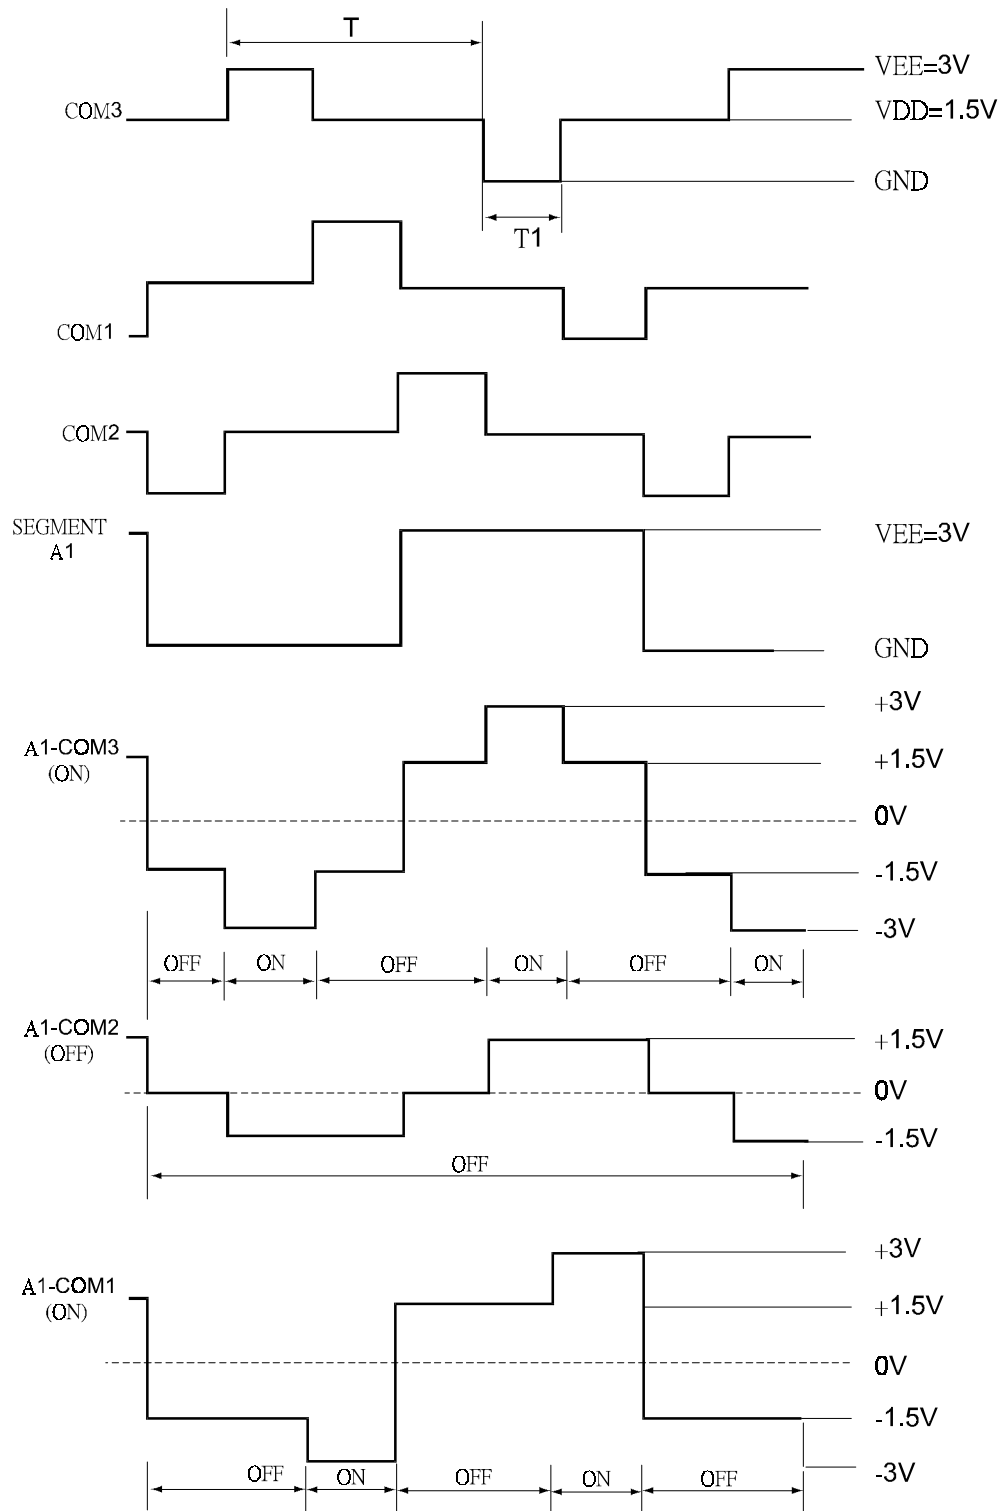 T
VEE=3V
COM3
VDD=1.5V
GND
T1
COM1
COM2
SEGMENT
A1
VEE=3V
GND
+3V
A1-COM3
(ON)
+1.5V
0V
-1.5V
-3V
OFF ON OFF ON OFF ON
A1-COM2
(OFF)
+1.5V
0V
-1.5V
OFF
+3V
A1-COM1
(ON)
+1.5V
0V
-1.5V
-3V
OFF ON OFF ON OFF